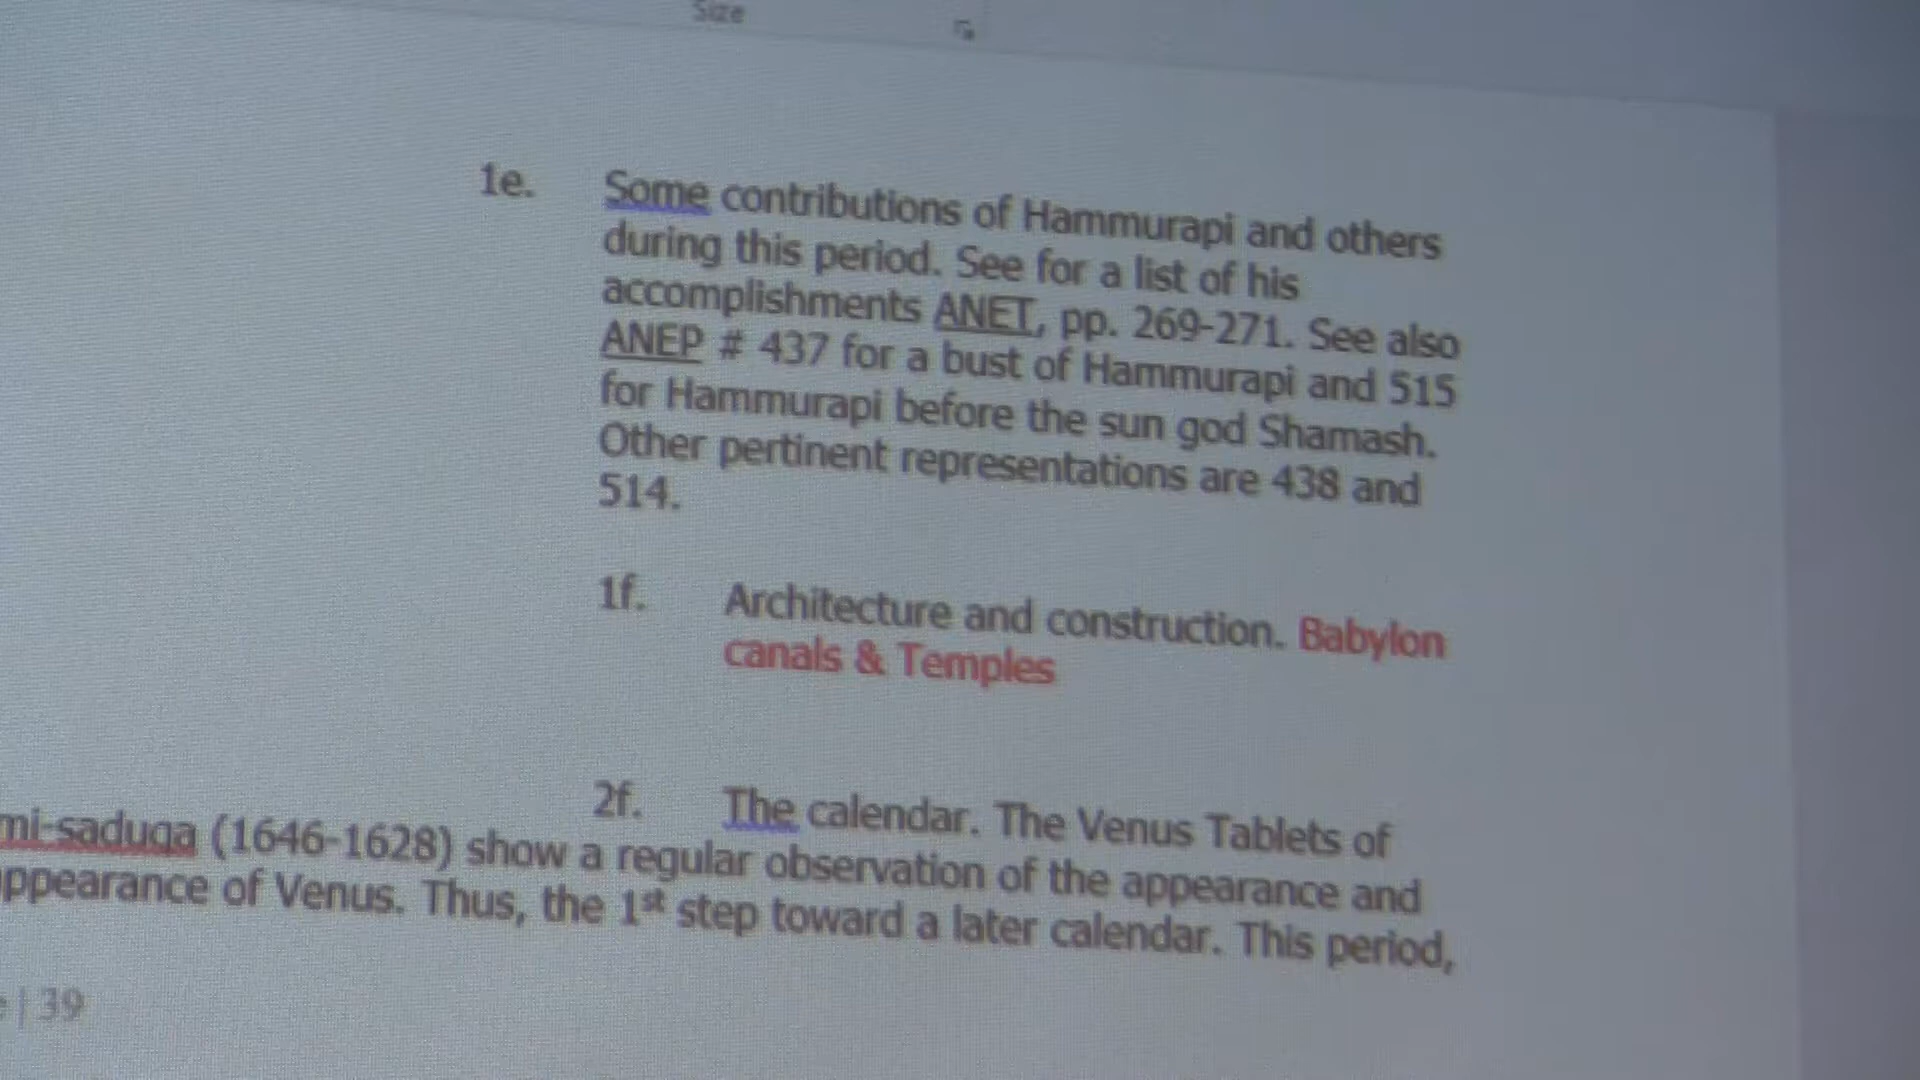 Size
1e. Some contributions of Hammurapi and others
during this period. See for a list of his
accomplishments ANET, pp. 269-271. See also
ANEP # 437 for a bust of Hammurapi and 515
for Hammurapi before the sun god Shamash.
Other pertinent representations are 438 and
514.
1f. Architecture and construction. Babylon
canals & Temples
2f. The calendar. The Venus Tablets of
mi-saduqa (1646-1628) show a regular observation of the appearance and
ppearance of Venus. Thus, the 1st step toward a later calendar. This period,
e | 39